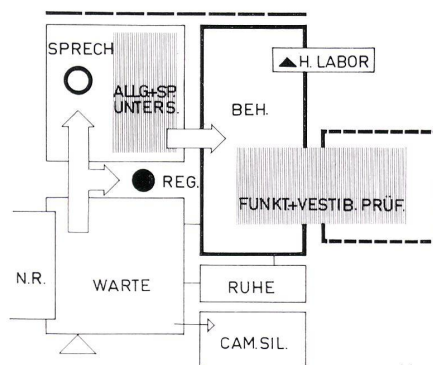 SPRECH
ALLG.+SP.
UNTERS.
BEH.
H. LABOR
REG.
FUNKT.+VESTIB. PRÜF.
N.R.
WARTE
RUHE
CAM.SIL.